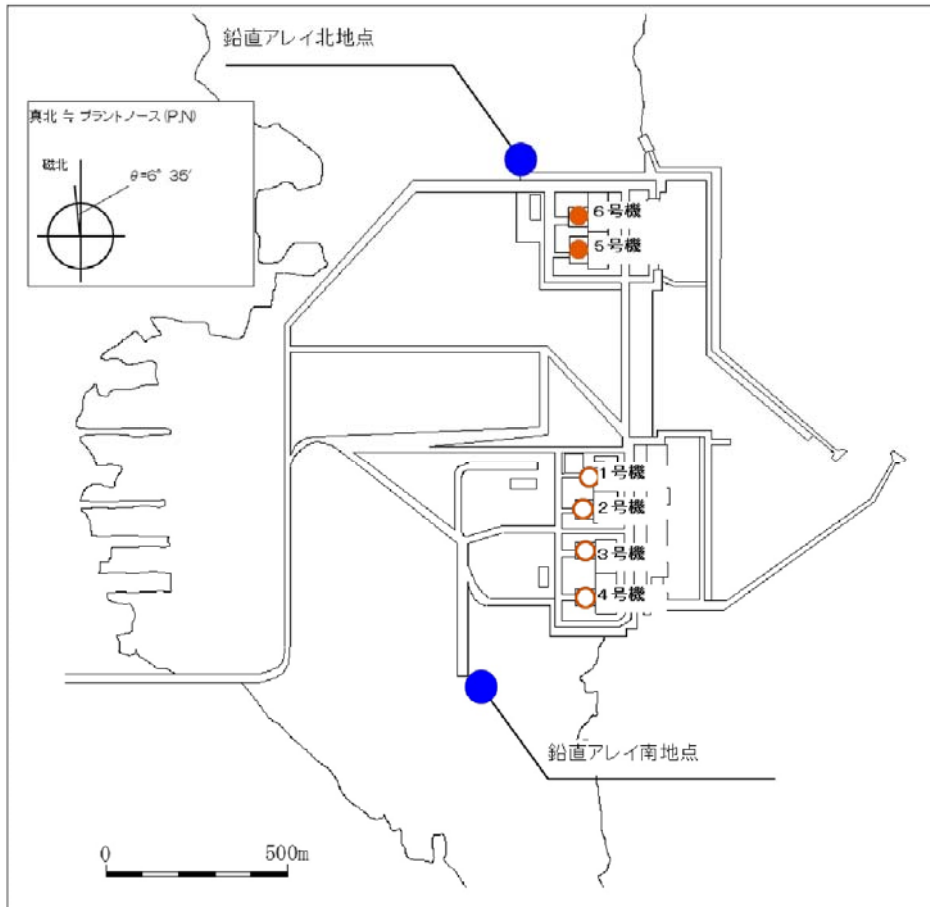 鉛直アレイ北地点
真北 ≒ プラントノース(P.N)
磁北
θ=6° 35′
6号機
5号機
1号機
2号機
3号機
4号機
鉛直アレイ南地点
0 500m